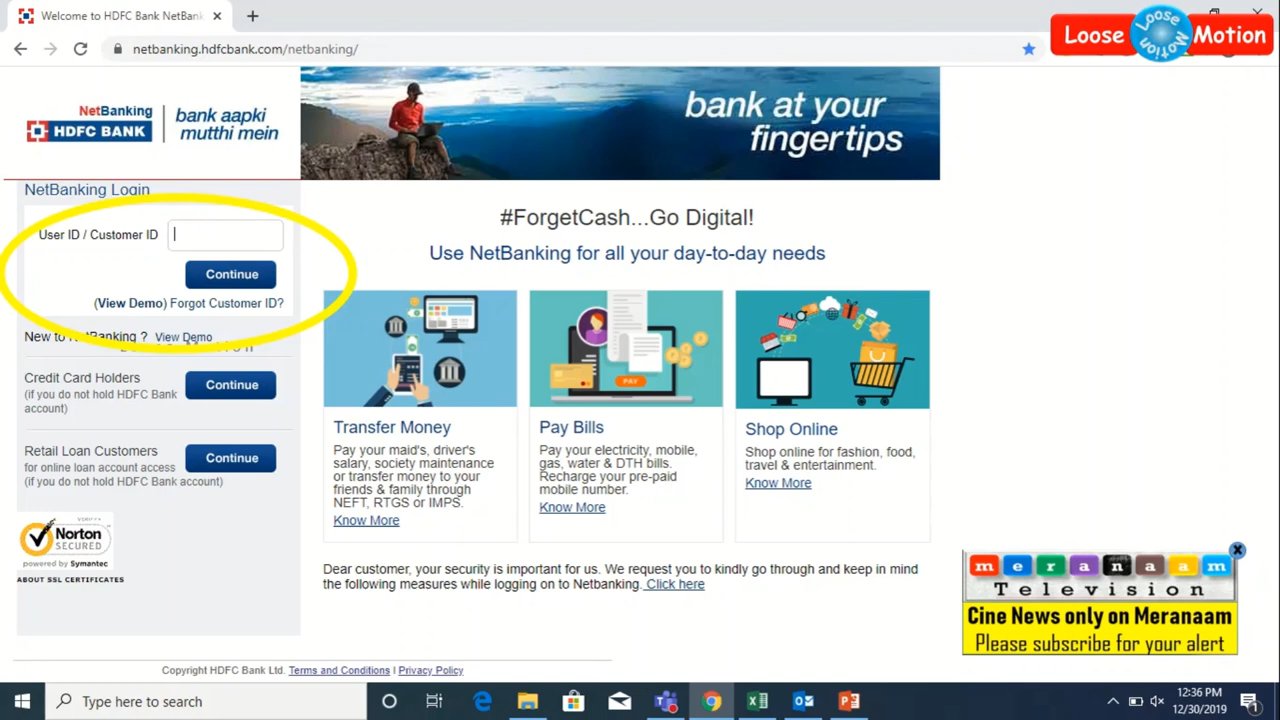 Welcome to HDFC Bank NetBank
netbanking.hdfcbank.com/netbanking/
Loose Loose Motion Motion
NetBanking
HDFC BANK
bank aapki
mutthi mein
bank at your
fingertips
NetBanking Login
User ID / Customer ID
Continue
(View Demo) Forgot Customer ID?
New to NetBanking ? View Demo
Credit Card Holders
(if you do not hold HDFC Bank
account)
Continue
Retail Loan Customers
for online loan account access
(if you do not hold HDFC Bank account)
Continue
VERIFY
Norton
SECURED
powered by Symantec
ABOUT SSL CERTIFICATES
#ForgetCash...Go Digital!
Use NetBanking for all your day-to-day needs
Transfer Money
Pay your maid's, driver's
salary, society maintenance
or transfer money to your
friends & family through
NEFT, RTGS or IMPS.
Know More
PAY
Pay Bills
Pay your electricity, mobile,
gas, water & DTH bills.
Recharge your pre-paid
mobile number.
Know More
Shop Online
Shop online for fashion, food,
travel & entertainment.
Know More
Dear customer, your security is important for us. We request you to kindly go through and keep in mind
the following measures while logging on to Netbanking. Click here
meranaam
Television
Cine News only on Meranaam
Please subscribe for your alert
Copyright HDFC Bank Ltd. Terms and Conditions | Privacy Policy
Type here to search
12:36 PM
12/30/2019
1